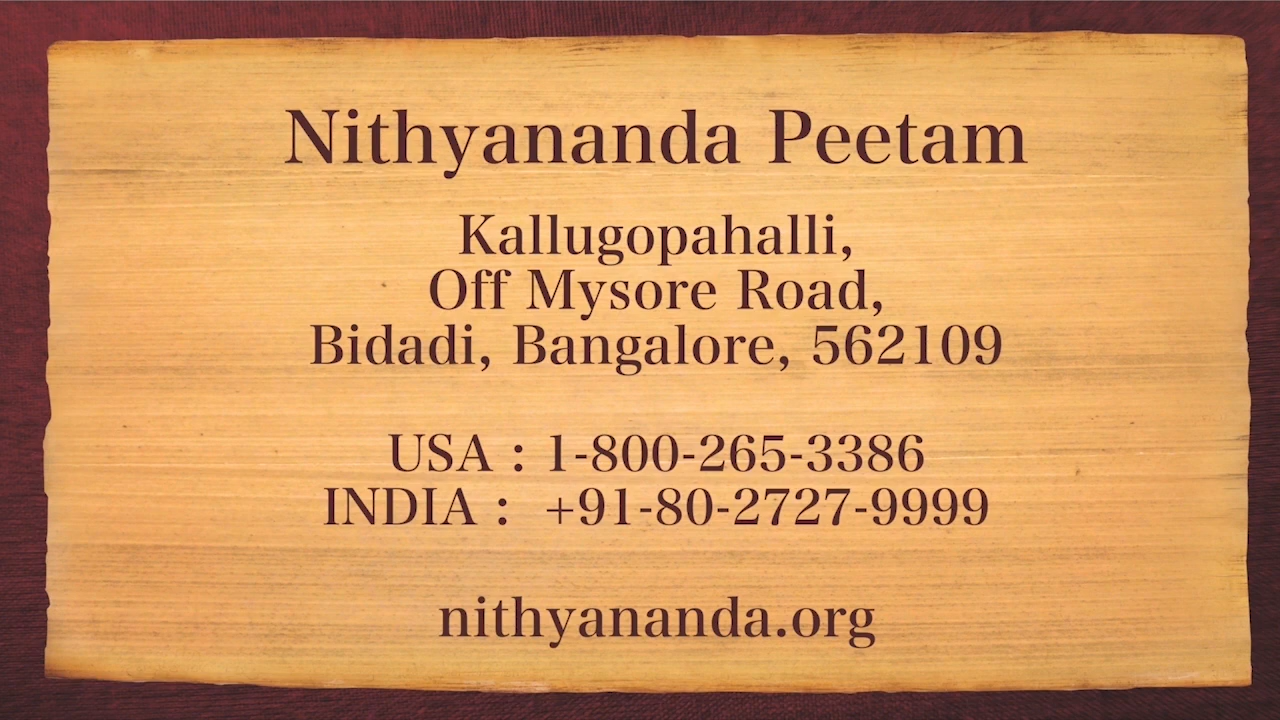 Nithyananda Peetam
Kallugopahalli,
Off Mysore Road,
Bidadi, Bangalore, 562109
USA : 1-800-265-3386
INDIA : +91-80-2727-9999
nithyananda.org